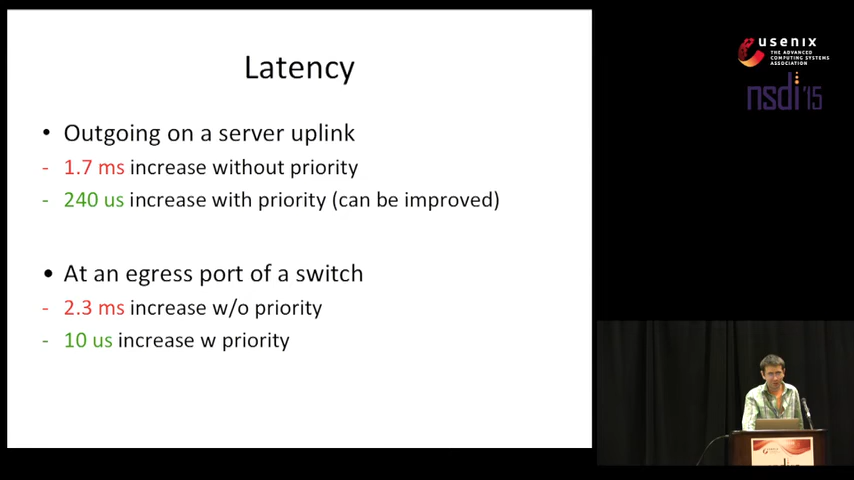 Latency
• Outgoing on a server uplink
- 1.7 ms increase without priority
- 240 us increase with priority (can be improved)
• At an egress port of a switch
- 2.3 ms increase w/o priority
- 10 us increase w priority
usenix
THE ADVANCED
COMPUTING SYSTEMS
ASSOCIATION
nsdi '15